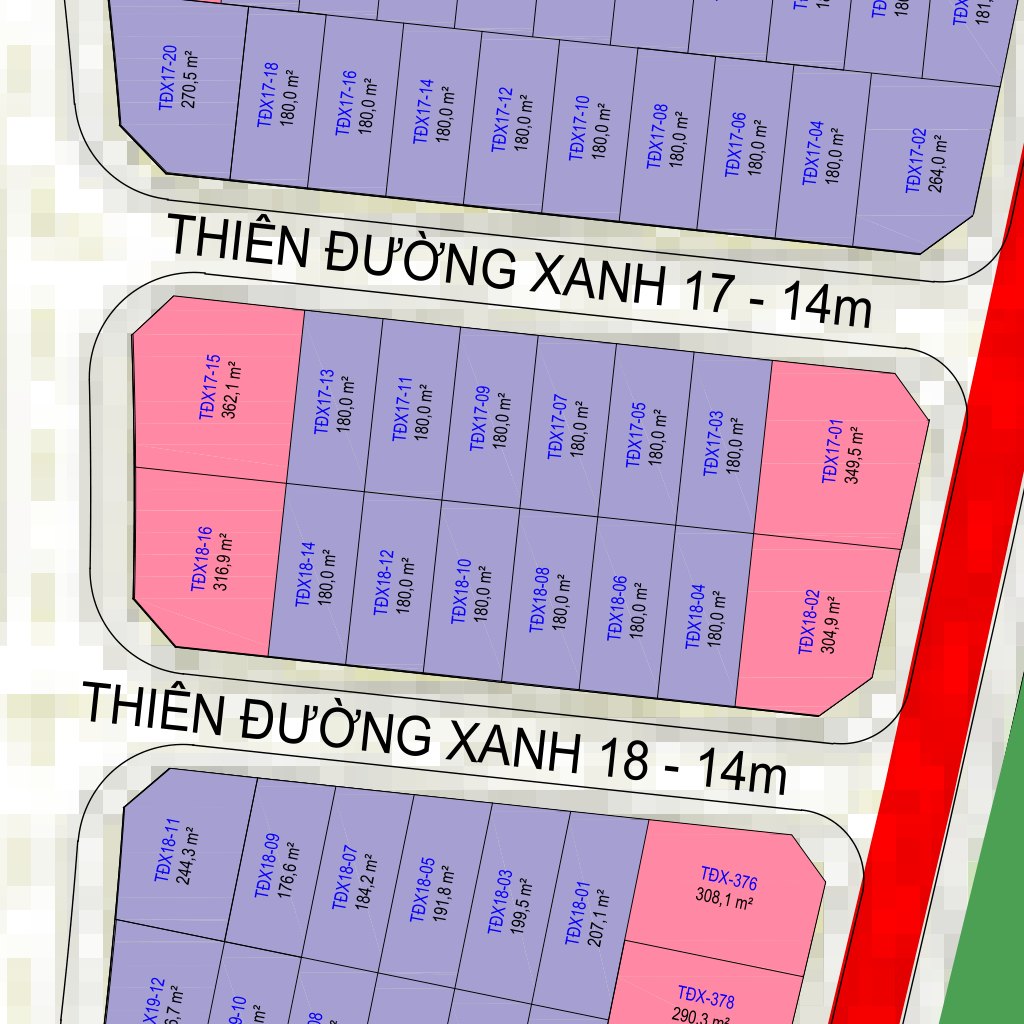 TĐX17-20
270,5 m²
TĐX17-18
180,0 m²
TĐX17-16
180,0 m²
TĐX17-14
180,0 m²
TĐX17-12
180,0 m²
TĐX17-10
180,0 m²
TĐX17-08
180,0 m²
TĐX17-06
180,0 m²
TĐX17-04
180,0 m²
TĐX17-02
264,0 m²
THIÊN ĐƯỜNG XANH 17 - 14m
TĐX17-15
362,1 m²
TĐX17-13
180,0 m²
TĐX17-11
180,0 m²
TĐX17-09
180,0 m²
TĐX17-07
180,0 m²
TĐX17-05
180,0 m²
TĐX17-03
180,0 m²
TĐX17-01
349,5 m²
TĐX18-16
316,9 m²
TĐX18-14
180,0 m²
TĐX18-12
180,0 m²
TĐX18-10
180,0 m²
TĐX18-08
180,0 m²
TĐX18-06
180,0 m²
TĐX18-04
180,0 m²
TĐX18-02
304,9 m²
THIÊN ĐƯỜNG XANH 18 - 14m
TĐX18-11
244,3 m²
TĐX18-09
176,6 m²
TĐX18-07
184,2 m²
TĐX18-05
191,8 m²
TĐX18-03
199,5 m²
TĐX18-01
207,1 m²
TĐX-376
308,1 m²
TĐX-378
290,3 m²